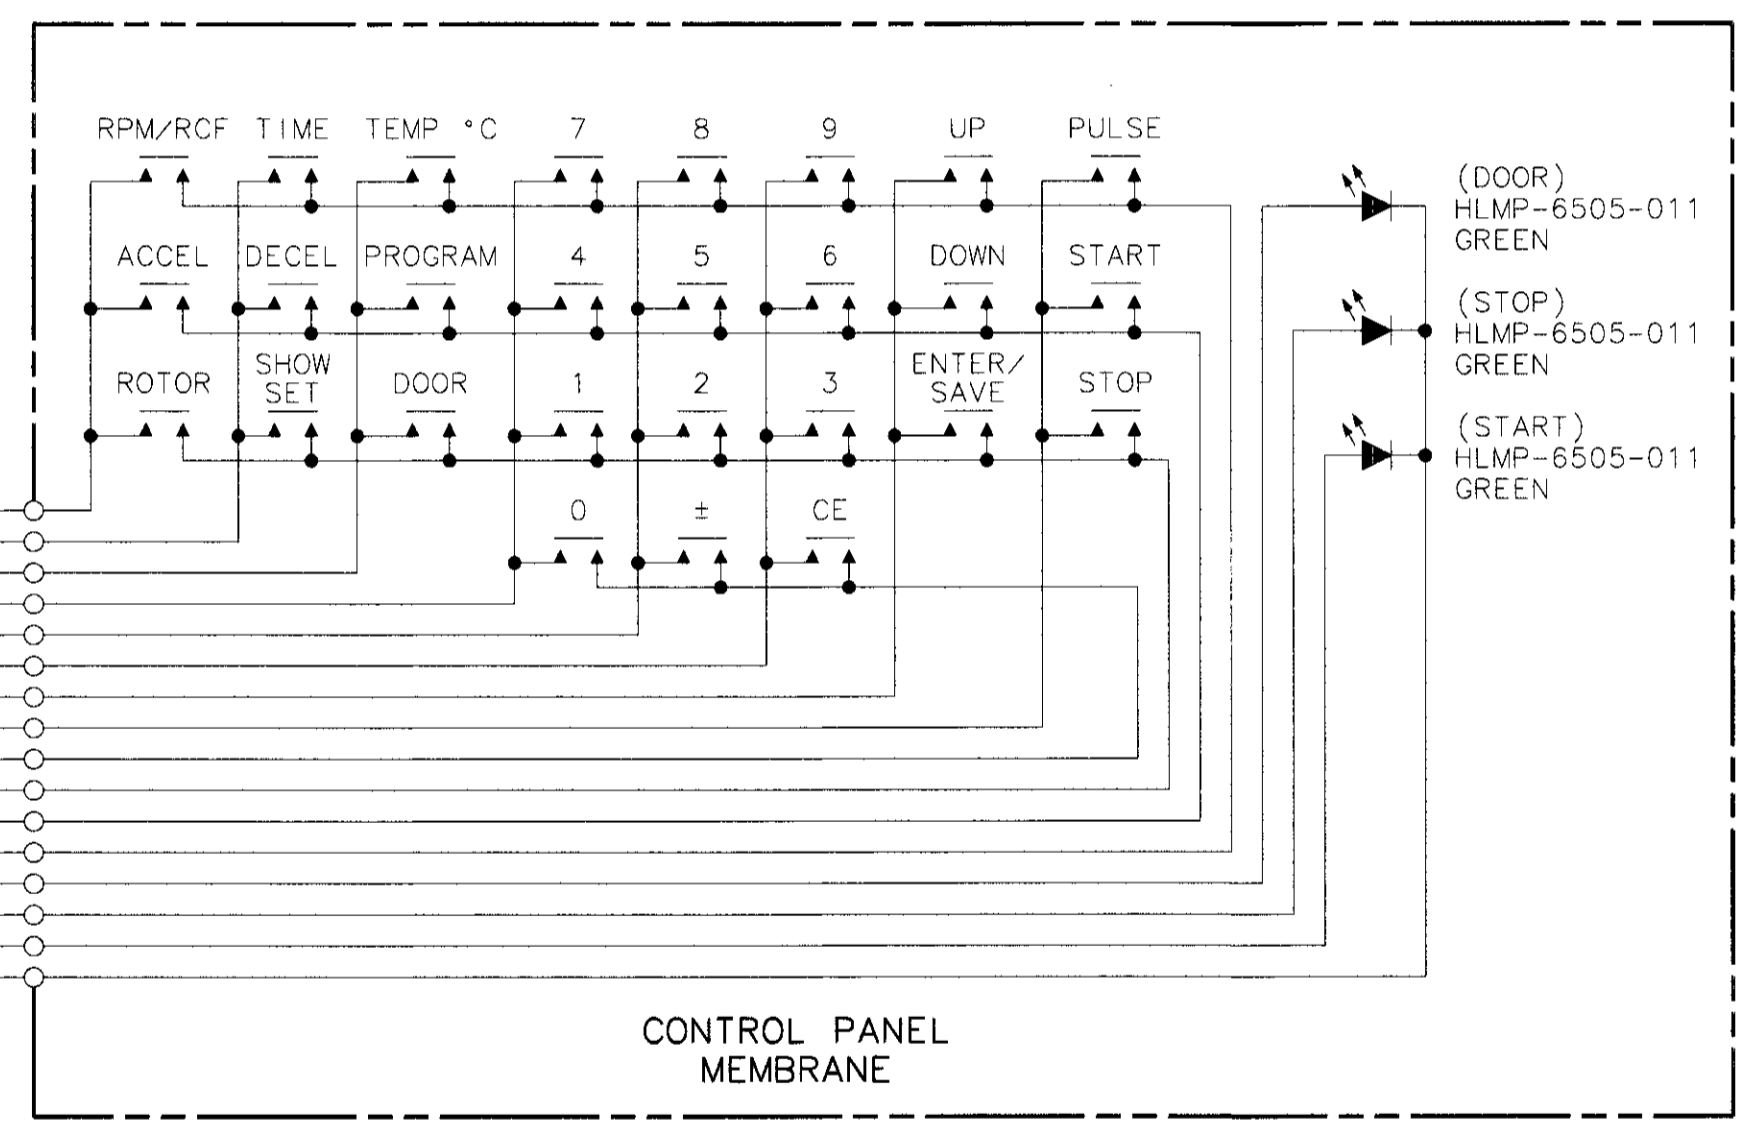 RPM/RCF TIME TEMP °C 7 8 9 UP PULSE
(DOOR)
HLMP-6505-011
GREEN
ACCEL DECEL PROGRAM 4 5 6 DOWN START
(STOP)
HLMP-6505-011
GREEN
ROTOR SHOW SET DOOR 1 2 3 ENTER/ SAVE STOP
(START)
HLMP-6505-011
GREEN
0 ± CE
CONTROL PANEL
MEMBRANE